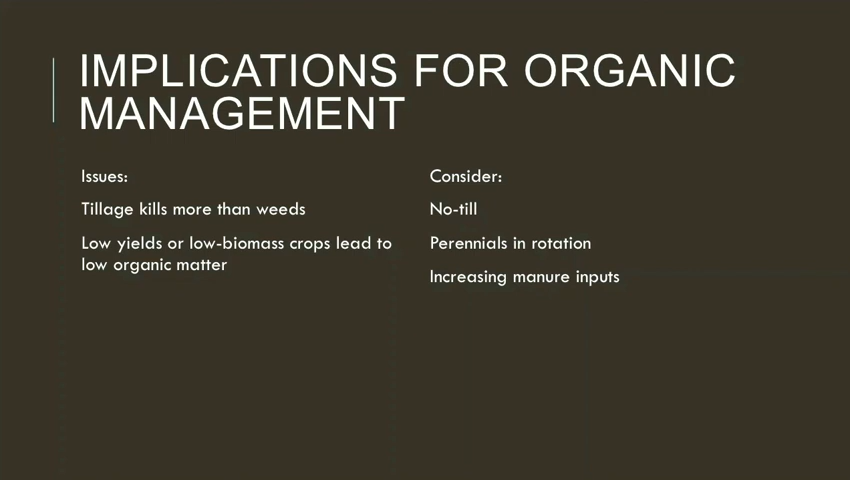 IMPLICATIONS FOR ORGANIC
MANAGEMENT
Issues:
Tillage kills more than weeds
Low yields or low-biomass crops lead to
low organic matter
Consider:
No-till
Perennials in rotation
Increasing manure inputs